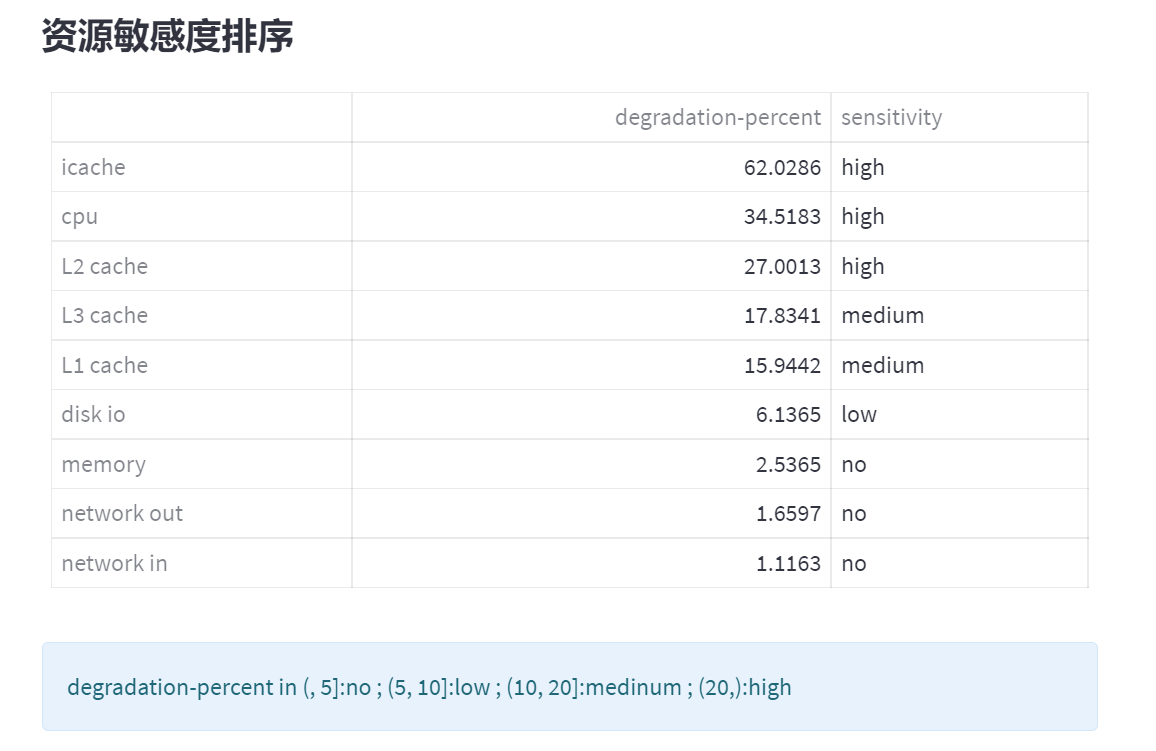 资源敏感度排序
degradation-percent sensitivity
icache 62.0286 high
cpu 34.5183 high
L2 cache 27.0013 high
L3 cache 17.8341 medium
L1 cache 15.9442 medium
disk io 6.1365 low
memory 2.5365 no
network out 1.6597 no
network in 1.1163 no
degradation-percent in (, 5]:no ; (5, 10]:low ; (10, 20]:medinum ; (20,):high